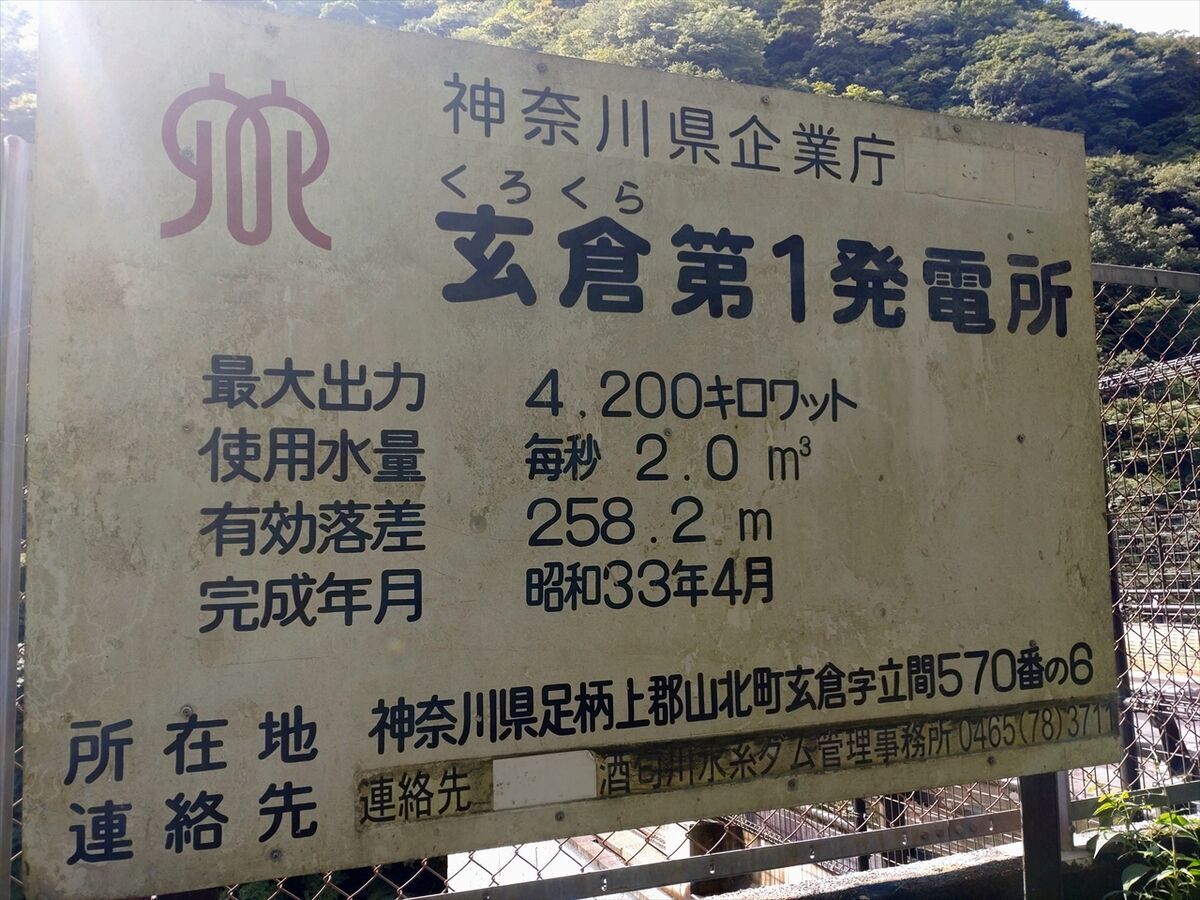 神奈川県企業庁
くろくら
玄倉第1発電所
最大出力 4,200キロワット
使用水量 毎秒 2.0 m³
有効落差 258.2 m
完成年月 昭和33年4月
所在地 神奈川県足柄上郡山北町玄倉字立間570番の6
連絡先 連絡先 酒匂川水系ダム管理事務所0465(78)3711